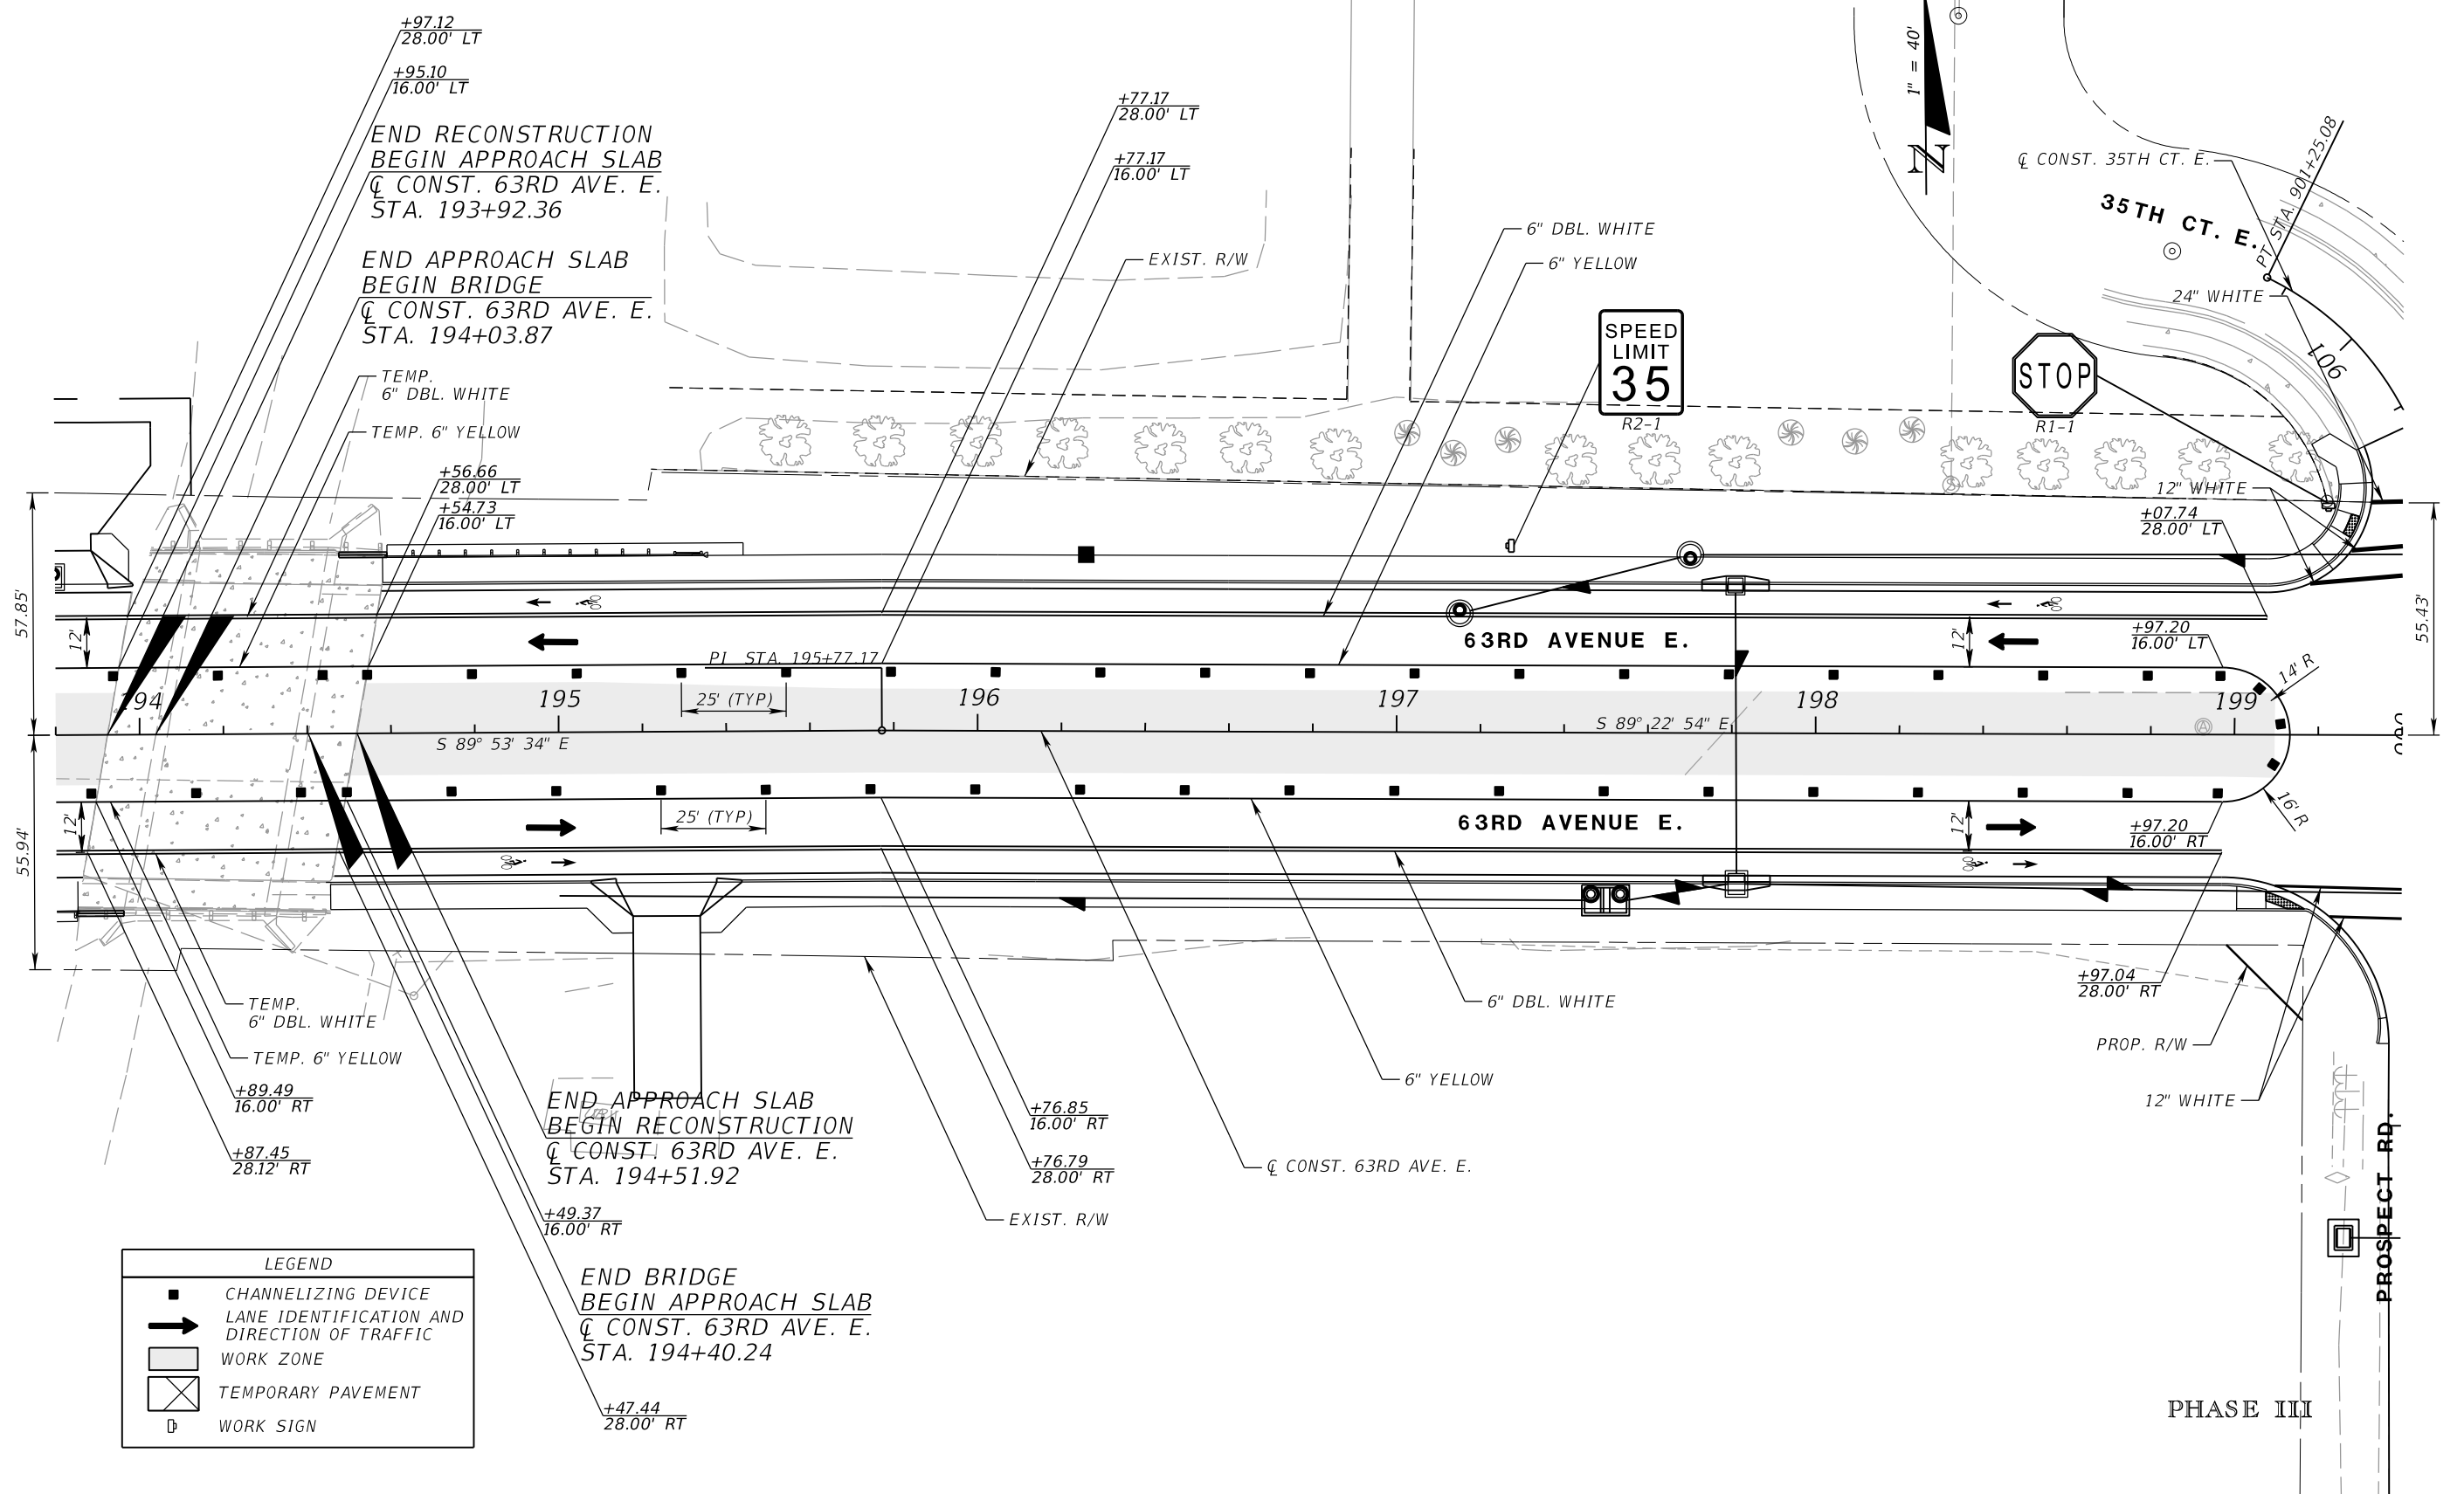 +97.12
28.00' LT
+95.10
16.00' LT
END RECONSTRUCTION
BEGIN APPROACH SLAB
℄ CONST. 63RD AVE. E.
STA. 193+92.36
END APPROACH SLAB
BEGIN BRIDGE
℄ CONST. 63RD AVE. E.
STA. 194+03.87
TEMP.
6" DBL. WHITE
TEMP. 6" YELLOW
+56.66
28.00' LT
+54.73
16.00' LT
+77.17
28.00' LT
+77.17
16.00' LT
EXIST. R/W
6" DBL. WHITE
6" YELLOW
SPEED
LIMIT
35
R2-1
1" = 40'
N
℄ CONST. 35TH CT. E.
35TH CT. E.
PT STA. 901+25.08
24" WHITE
901
STOP
R1-1
12" WHITE
+07.74
28.00' LT
+97.20
16.00' LT
14' R
57.85'
55.94'
55.43'
12'
12'
12'
12'
63RD AVENUE E.
PI STA. 195+77.17
25' (TYP)
194
195
196
197
198
199
S 89° 53' 34" E
S 89° 22' 54" E
25' (TYP)
63RD AVENUE E.
16' R
+97.20
16.00' RT
+97.04
28.00' RT
TEMP.
6" DBL. WHITE
TEMP. 6" YELLOW
+89.49
16.00' RT
+87.45
28.12' RT
END APPROACH SLAB
BEGIN RECONSTRUCTION
℄ CONST. 63RD AVE. E.
STA. 194+51.92
+49.37
16.00' RT
END BRIDGE
BEGIN APPROACH SLAB
℄ CONST. 63RD AVE. E.
STA. 194+40.24
+47.44
28.00' RT
+76.85
16.00' RT
+76.79
28.00' RT
EXIST. R/W
℄ CONST. 63RD AVE. E.
6" YELLOW
6" DBL. WHITE
PROP. R/W
12" WHITE
PROSPECT RD.
LEGEND
CHANNELIZING DEVICE
LANE IDENTIFICATION AND
DIRECTION OF TRAFFIC
WORK ZONE
TEMPORARY PAVEMENT
WORK SIGN
PHASE III